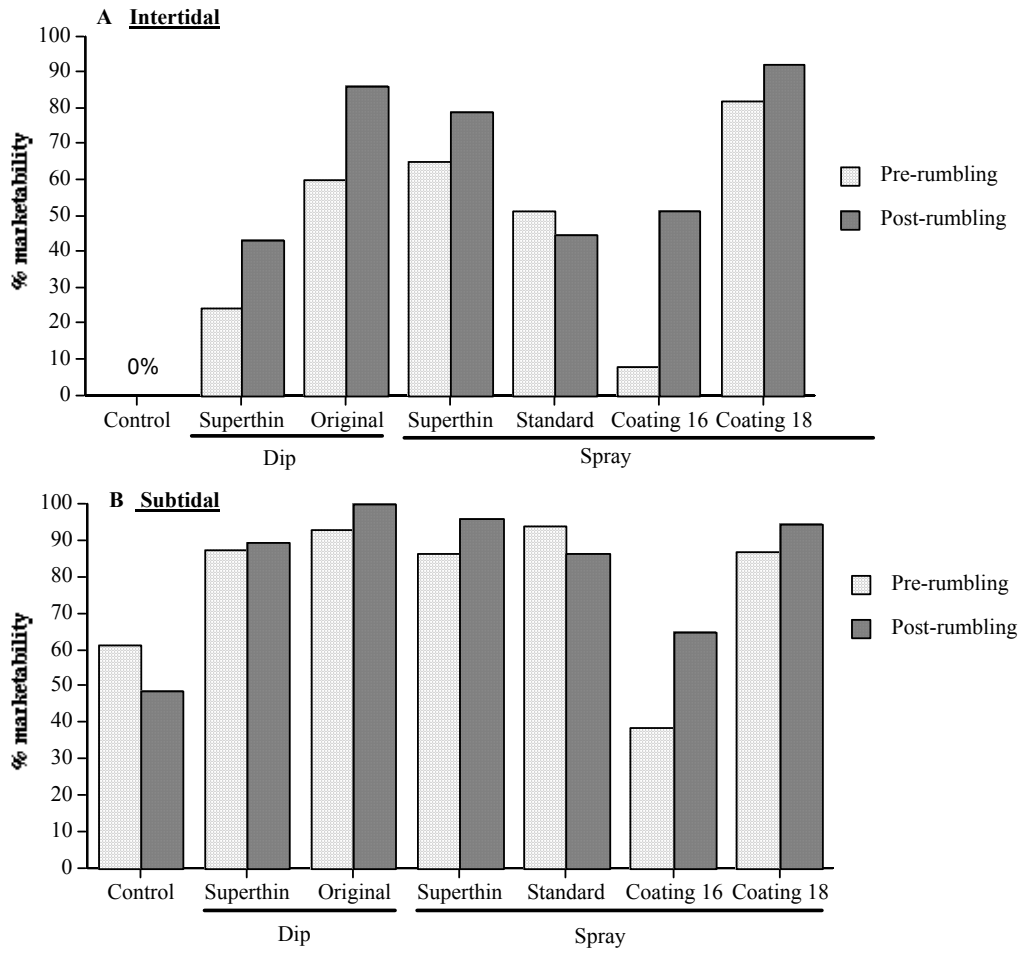 A Intertidal
100
90
80
70
60
50
40
30
20
10
0
% marketability
0%
Control Superthin Original Superthin Standard Coating 16 Coating 18
Dip Spray
Pre-rumbling
Post-rumbling
B Subtidal
100
90
80
70
60
50
40
30
20
10
0
% marketability
Control Superthin Original Superthin Standard Coating 16 Coating 18
Dip Spray
Pre-rumbling
Post-rumbling